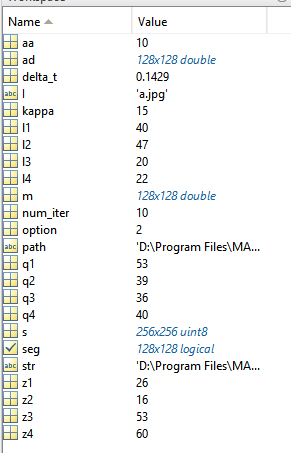 Name Value
aa 10
ad 128x128 double
delta_t 0.1429
I 'a.jpg'
kappa 15
l1 40
l2 47
l3 20
l4 22
m 128x128 double
num_iter 10
option 2
path 'D:\Program Files\MA...
q1 53
q2 39
q3 36
q4 40
s 256x256 uint8
seg 128x128 logical
str 'D:\Program Files\MA...
z1 26
z2 16
z3 53
z4 60